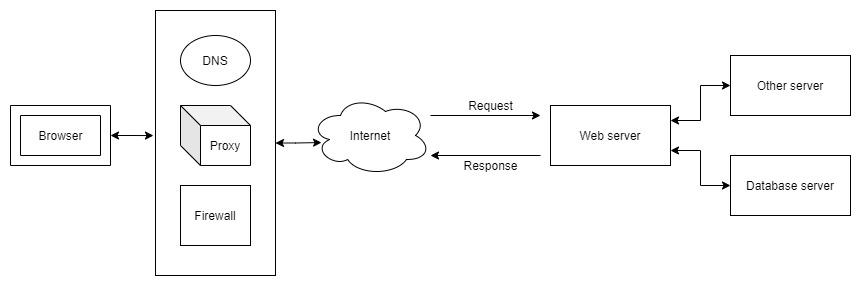 DNS
Browser
Proxy
Firewall
Internet
Request
Response
Web server
Other server
Database server